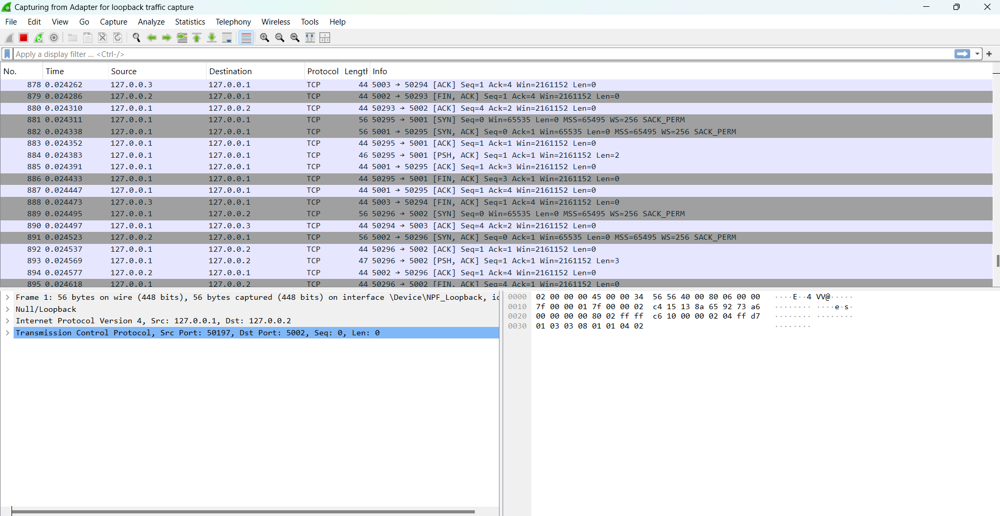 Capturing from Adapter for loopback traffic capture
File Edit View Go Capture Analyze Statistics Telephony Wireless Tools Help
Apply a display filter ... <Ctrl-/>
No. Time Source Destination Protocol Length Info
878 0.024262 127.0.0.3 127.0.0.1 TCP 44 5003 → 50294 [ACK] Seq=1 Ack=4 Win=2161152 Len=0
879 0.024286 127.0.0.2 127.0.0.1 TCP 44 5002 → 50293 [FIN, ACK] Seq=1 Ack=4 Win=2161152 Len=0
880 0.024310 127.0.0.1 127.0.0.2 TCP 44 50293 → 5002 [ACK] Seq=4 Ack=2 Win=2161152 Len=0
881 0.024311 127.0.0.1 127.0.0.1 TCP 56 50295 → 5001 [SYN] Seq=0 Win=65535 Len=0 MSS=65495 WS=256 SACK_PERM
882 0.024338 127.0.0.1 127.0.0.1 TCP 56 5001 → 50295 [SYN, ACK] Seq=0 Ack=1 Win=65535 Len=0 MSS=65495 WS=256 SACK_PERM
883 0.024352 127.0.0.1 127.0.0.1 TCP 44 50295 → 5001 [ACK] Seq=1 Ack=1 Win=2161152 Len=0
884 0.024383 127.0.0.1 127.0.0.1 TCP 46 50295 → 5001 [PSH, ACK] Seq=1 Ack=1 Win=2161152 Len=2
885 0.024391 127.0.0.1 127.0.0.1 TCP 44 5001 → 50295 [ACK] Seq=1 Ack=3 Win=2161152 Len=0
886 0.024433 127.0.0.1 127.0.0.1 TCP 44 50295 → 5001 [FIN, ACK] Seq=3 Ack=1 Win=2161152 Len=0
887 0.024447 127.0.0.1 127.0.0.1 TCP 44 5001 → 50295 [ACK] Seq=1 Ack=4 Win=2161152 Len=0
888 0.024473 127.0.0.3 127.0.0.1 TCP 44 5003 → 50294 [FIN, ACK] Seq=1 Ack=4 Win=2161152 Len=0
889 0.024495 127.0.0.1 127.0.0.2 TCP 56 50296 → 5002 [SYN] Seq=0 Win=65535 Len=0 MSS=65495 WS=256 SACK_PERM
890 0.024497 127.0.0.1 127.0.0.3 TCP 44 50294 → 5003 [ACK] Seq=4 Ack=2 Win=2161152 Len=0
891 0.024523 127.0.0.2 127.0.0.1 TCP 56 5002 → 50296 [SYN, ACK] Seq=0 Ack=1 Win=65535 Len=0 MSS=65495 WS=256 SACK_PERM
892 0.024537 127.0.0.1 127.0.0.2 TCP 44 50296 → 5002 [ACK] Seq=1 Ack=1 Win=2161152 Len=0
893 0.024569 127.0.0.1 127.0.0.2 TCP 47 50296 → 5002 [PSH, ACK] Seq=1 Ack=1 Win=2161152 Len=3
894 0.024577 127.0.0.2 127.0.0.1 TCP 44 5002 → 50296 [ACK] Seq=1 Ack=4 Win=2161152 Len=0
895 0.024618 127.0.0.1 127.0.0.2 TCP 44 50296 → 5002 [FIN, ACK] Seq=4 Ack=1 Win=2161152 Len=0
Frame 1: 56 bytes on wire (448 bits), 56 bytes captured (448 bits) on interface \Device\NPF_Loopback, id
Null/Loopback
Internet Protocol Version 4, Src: 127.0.0.1, Dst: 127.0.0.2
Transmission Control Protocol, Src Port: 50197, Dst Port: 5002, Seq: 0, Len: 0
0000 02 00 00 00 45 00 00 34 56 56 40 00 80 06 00 00 ····E··4 VV@·····
0010 7f 00 00 01 7f 00 00 02 c4 15 13 8a 65 92 73 a6 ········ ····e·s·
0020 00 00 00 00 80 02 ff ff c6 10 00 00 02 04 ff d7 ········ ········
0030 01 03 03 08 01 01 04 02 ········